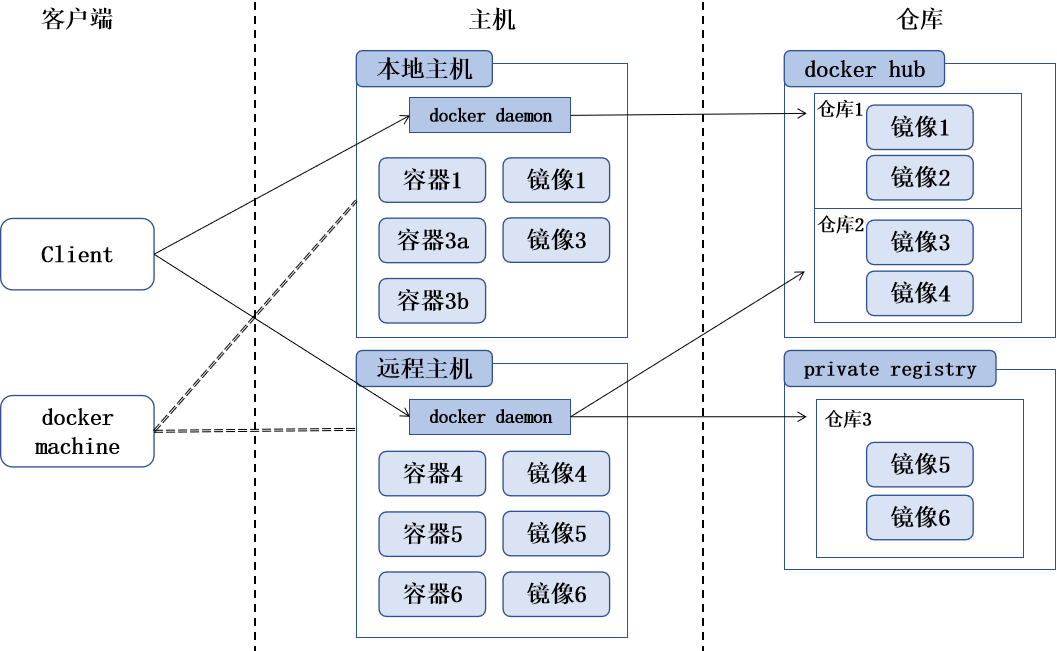 客户端
主机
仓库
Client
docker
machine
本地主机
docker daemon
容器1
镜像1
容器3a
镜像3
容器3b
远程主机
docker daemon
容器4
镜像4
容器5
镜像5
容器6
镜像6
docker hub
仓库1
镜像1
镜像2
仓库2
镜像3
镜像4
private registry
仓库3
镜像5
镜像6